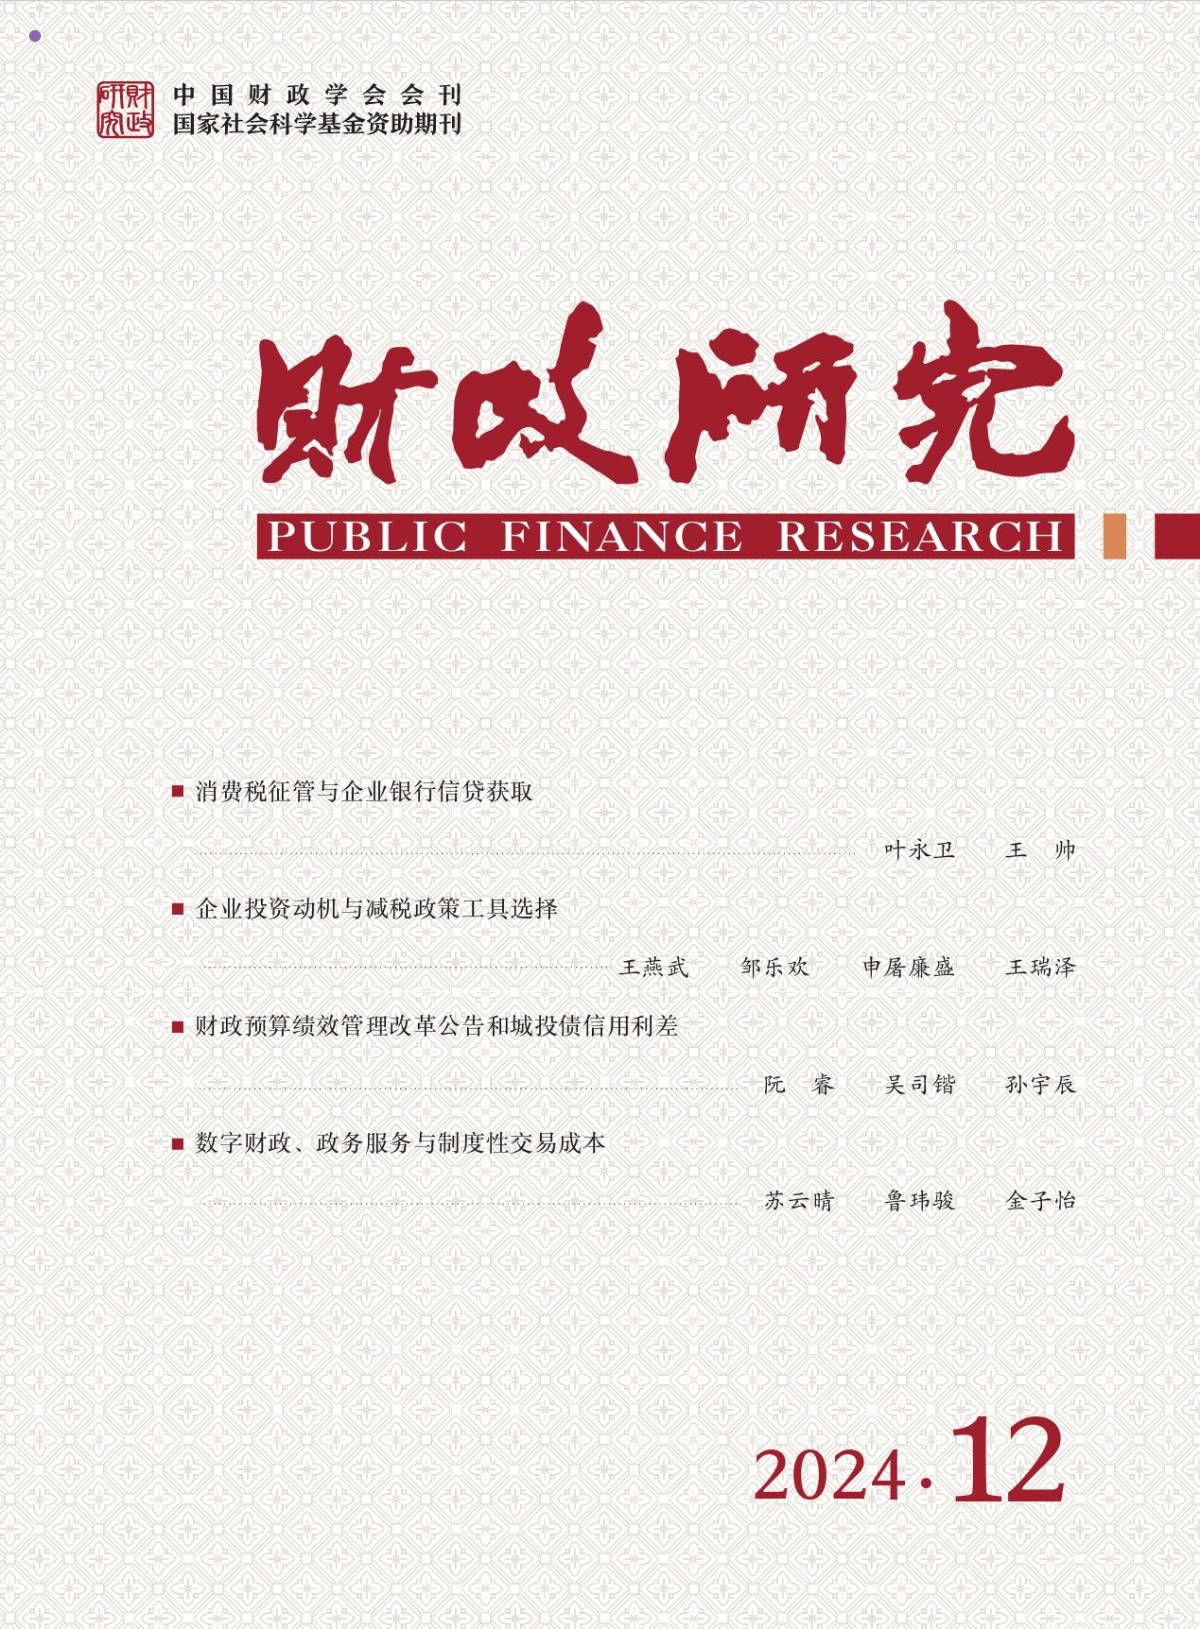 财政研究
中国财政学会会刊
国家社会科学基金资助期刊
财政研究
PUBLIC FINANCE RESEARCH
消费税征管与企业银行信贷获取
叶永卫 王 帅
企业投资动机与减税政策工具选择
王燕武 邹乐欢 申屠廉盛 王瑞泽
财政预算绩效管理改革公告和城投债信用利差
阮 睿 吴司锴 孙宇辰
数字财政、政务服务与制度性交易成本
苏云晴 鲁玮骏 金子怡
2024·12